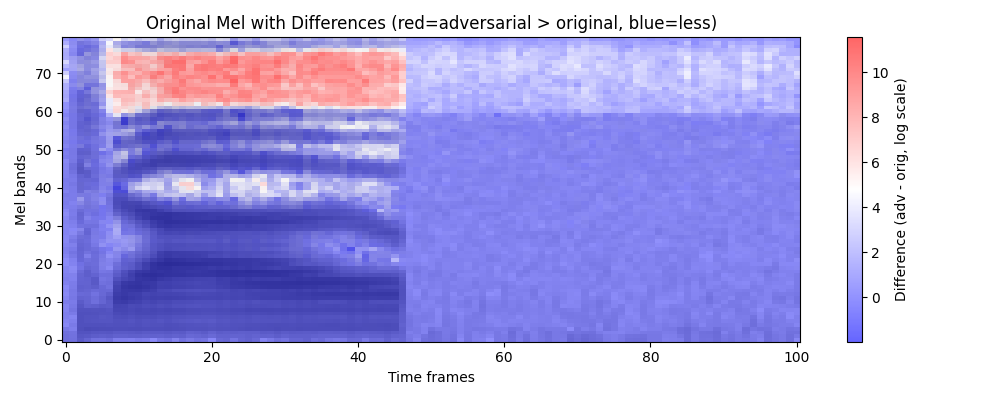 Original Mel with Differences (red=adversarial > original, blue=less)
70
60
50
40
30
20
10
0
Mel bands
0 20 40 60 80 100
Time frames
10
8
6
4
2
0
Difference (adv - orig, log scale)